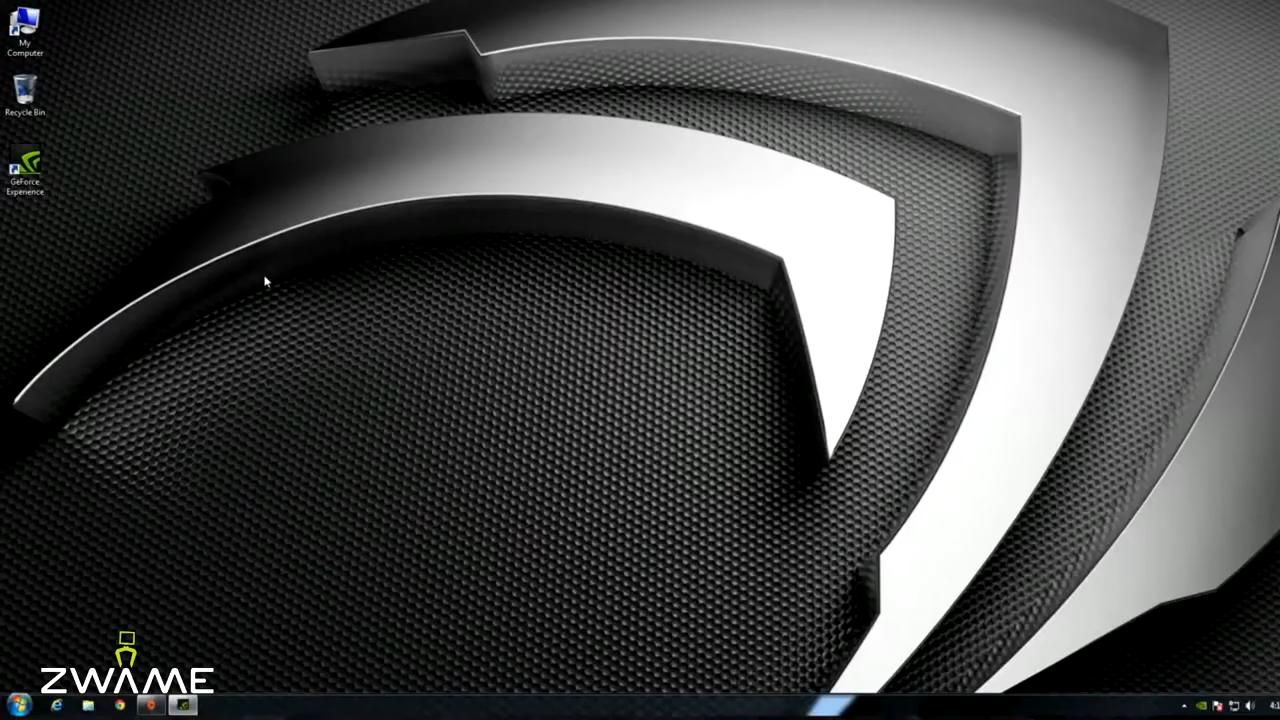 My
Computer
Recycle Bin
GeForce
Experience
ZWAME